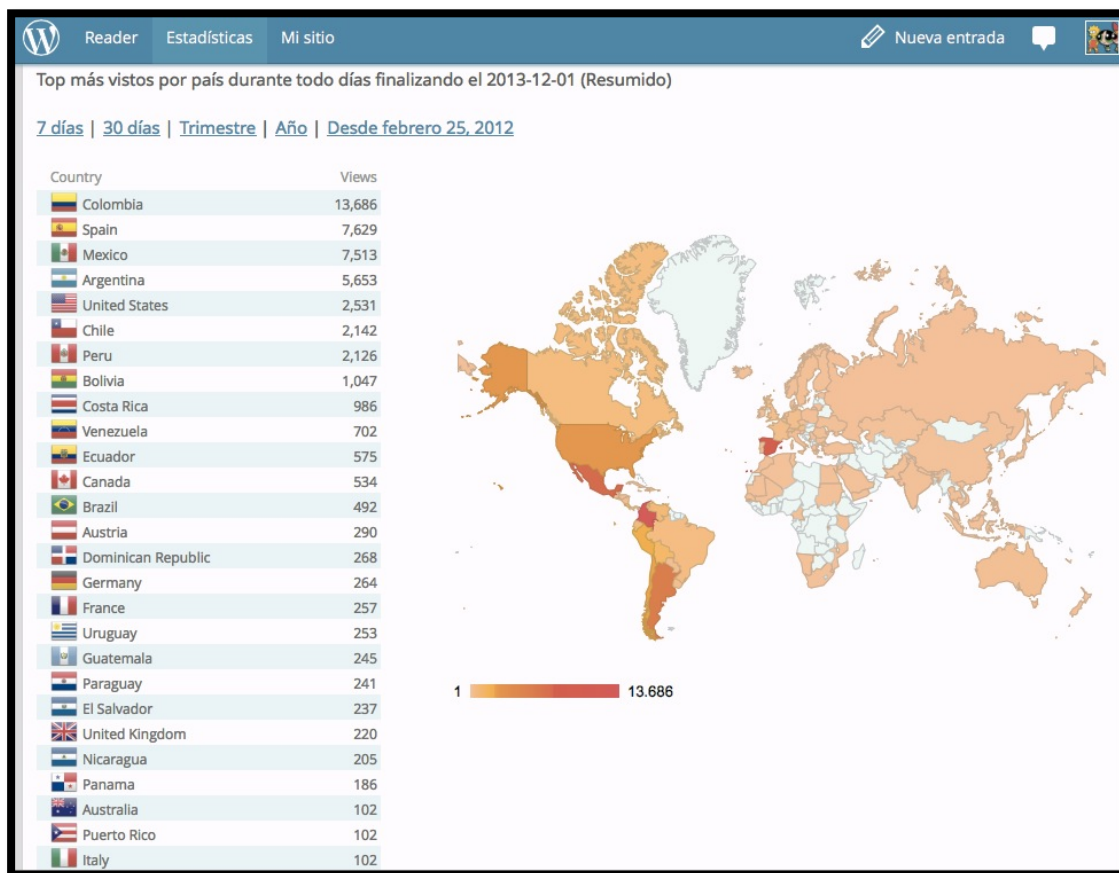 Reader Estadísticas Mi sitio Nueva entrada
Top más vistos por país durante todo días finalizando el 2013-12-01 (Resumido)
7 días | 30 días | Trimestre | Año | Desde febrero 25, 2012
Country Views
Colombia 13,686
Spain 7,629
Mexico 7,513
Argentina 5,653
United States 2,531
Chile 2,142
Peru 2,126
Bolivia 1,047
Costa Rica 986
Venezuela 702
Ecuador 575
Canada 534
Brazil 492
Austria 290
Dominican Republic 268
Germany 264
France 257
Uruguay 253
Guatemala 245
Paraguay 241
El Salvador 237
United Kingdom 220
Nicaragua 205
Panama 186
Australia 102
Puerto Rico 102
Italy 102
1 13.686